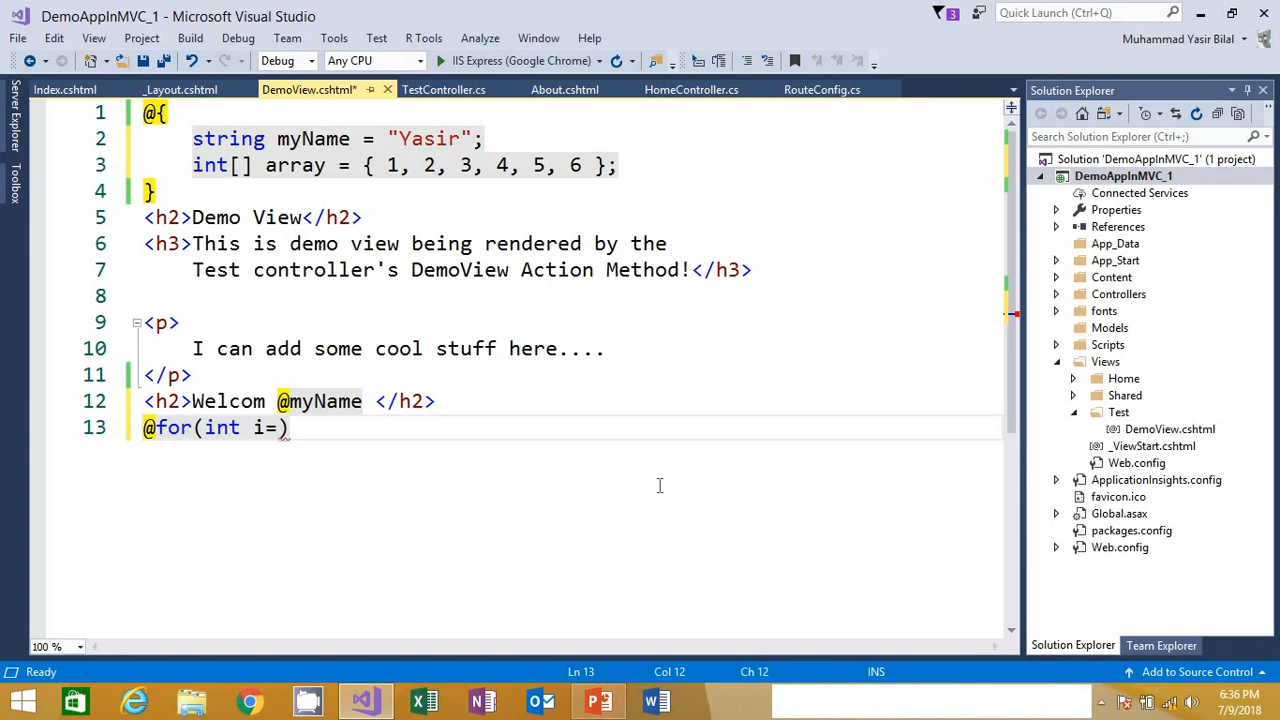 DemoAppInMVC_1 - Microsoft Visual Studio
3
Quick Launch (Ctrl+Q)
File Edit View Project Build Debug Team Tools Test R Tools Analyze Window Help
Muhammad Yasir Bilal
Debug Any CPU IIS Express (Google Chrome)
Index.cshtml _Layout.cshtml DemoView.cshtml* TestController.cs About.cshtml HomeController.cs RouteConfig.cs
Server Explorer
Toolbox
1 @{
2 string myName = "Yasir";
3 int[] array = { 1, 2, 3, 4, 5, 6 };
4 }
5 <h2>Demo View</h2>
6 <h3>This is demo view being rendered by the
7 Test controller's DemoView Action Method!</h3>
8
9 <p>
10 I can add some cool stuff here....
11 </p>
12 <h2>Welcom @myName </h2>
13 @for(int i=)
Solution Explorer
Search Solution Explorer (Ctrl+;)
Solution 'DemoAppInMVC_1' (1 project)
DemoAppInMVC_1
Connected Services
Properties
References
App_Data
App_Start
Content
Controllers
fonts
Models
Scripts
Views
Home
Shared
Test
DemoView.cshtml
_ViewStart.cshtml
Web.config
ApplicationInsights.config
favicon.ico
Global.asax
packages.config
Web.config
100 %
Solution Explorer Team Explorer
Ready Ln 13 Col 12 Ch 12 INS Add to Source Control
6:36 PM
7/9/2018